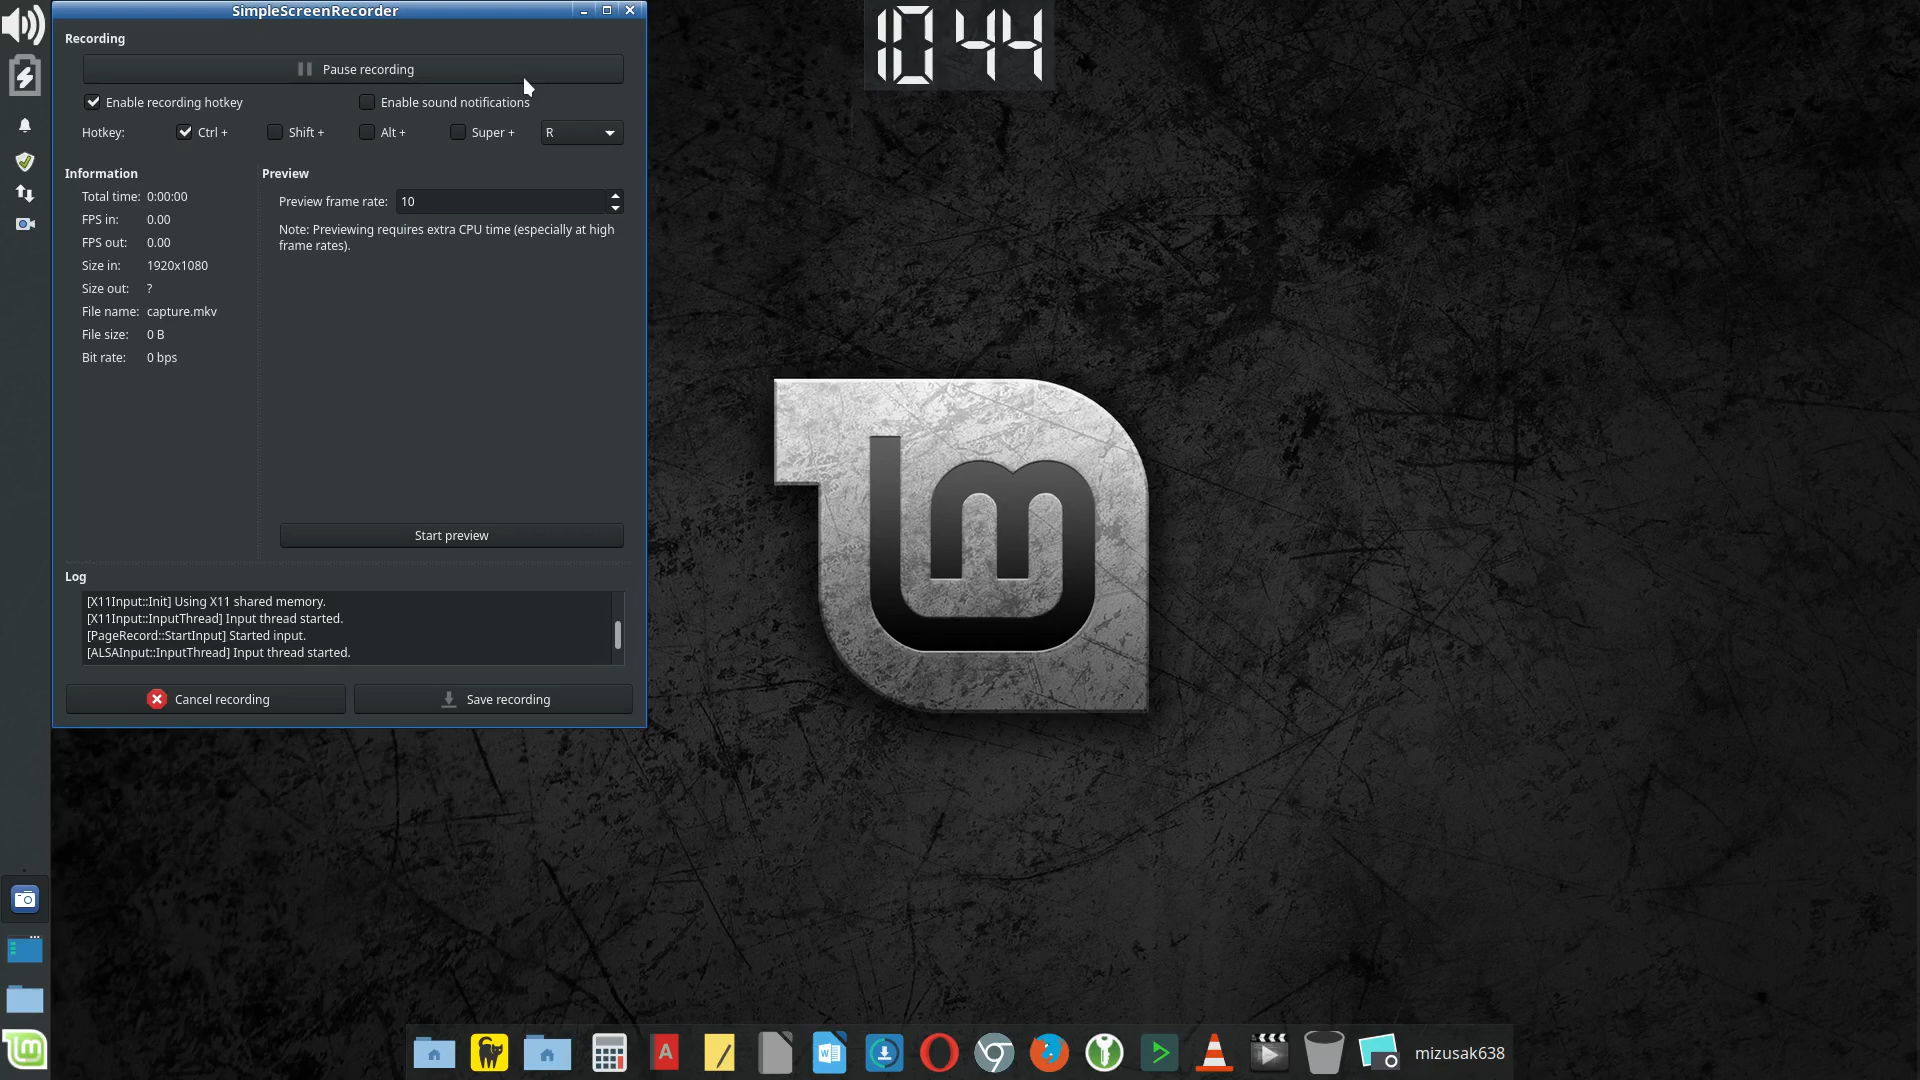 SimpleScreenRecorder
10 44
Recording
Pause recording
Enable recording hotkey
Enable sound notifications
Hotkey: Ctrl + Shift + Alt + Super + R
Information
Total time: 0:00:00
FPS in: 0.00
FPS out: 0.00
Size in: 1920x1080
Size out: ?
File name: capture.mkv
File size: 0 B
Bit rate: 0 bps
Preview
Preview frame rate: 10
Note: Previewing requires extra CPU time (especially at high
frame rates).
Start preview
Log
[X11Input::Init] Using X11 shared memory.
[X11Input::InputThread] Input thread started.
[PageRecord::StartInput] Started input.
[ALSAInput::InputThread] Input thread started.
Cancel recording
Save recording
lm
A
W
mizusak638